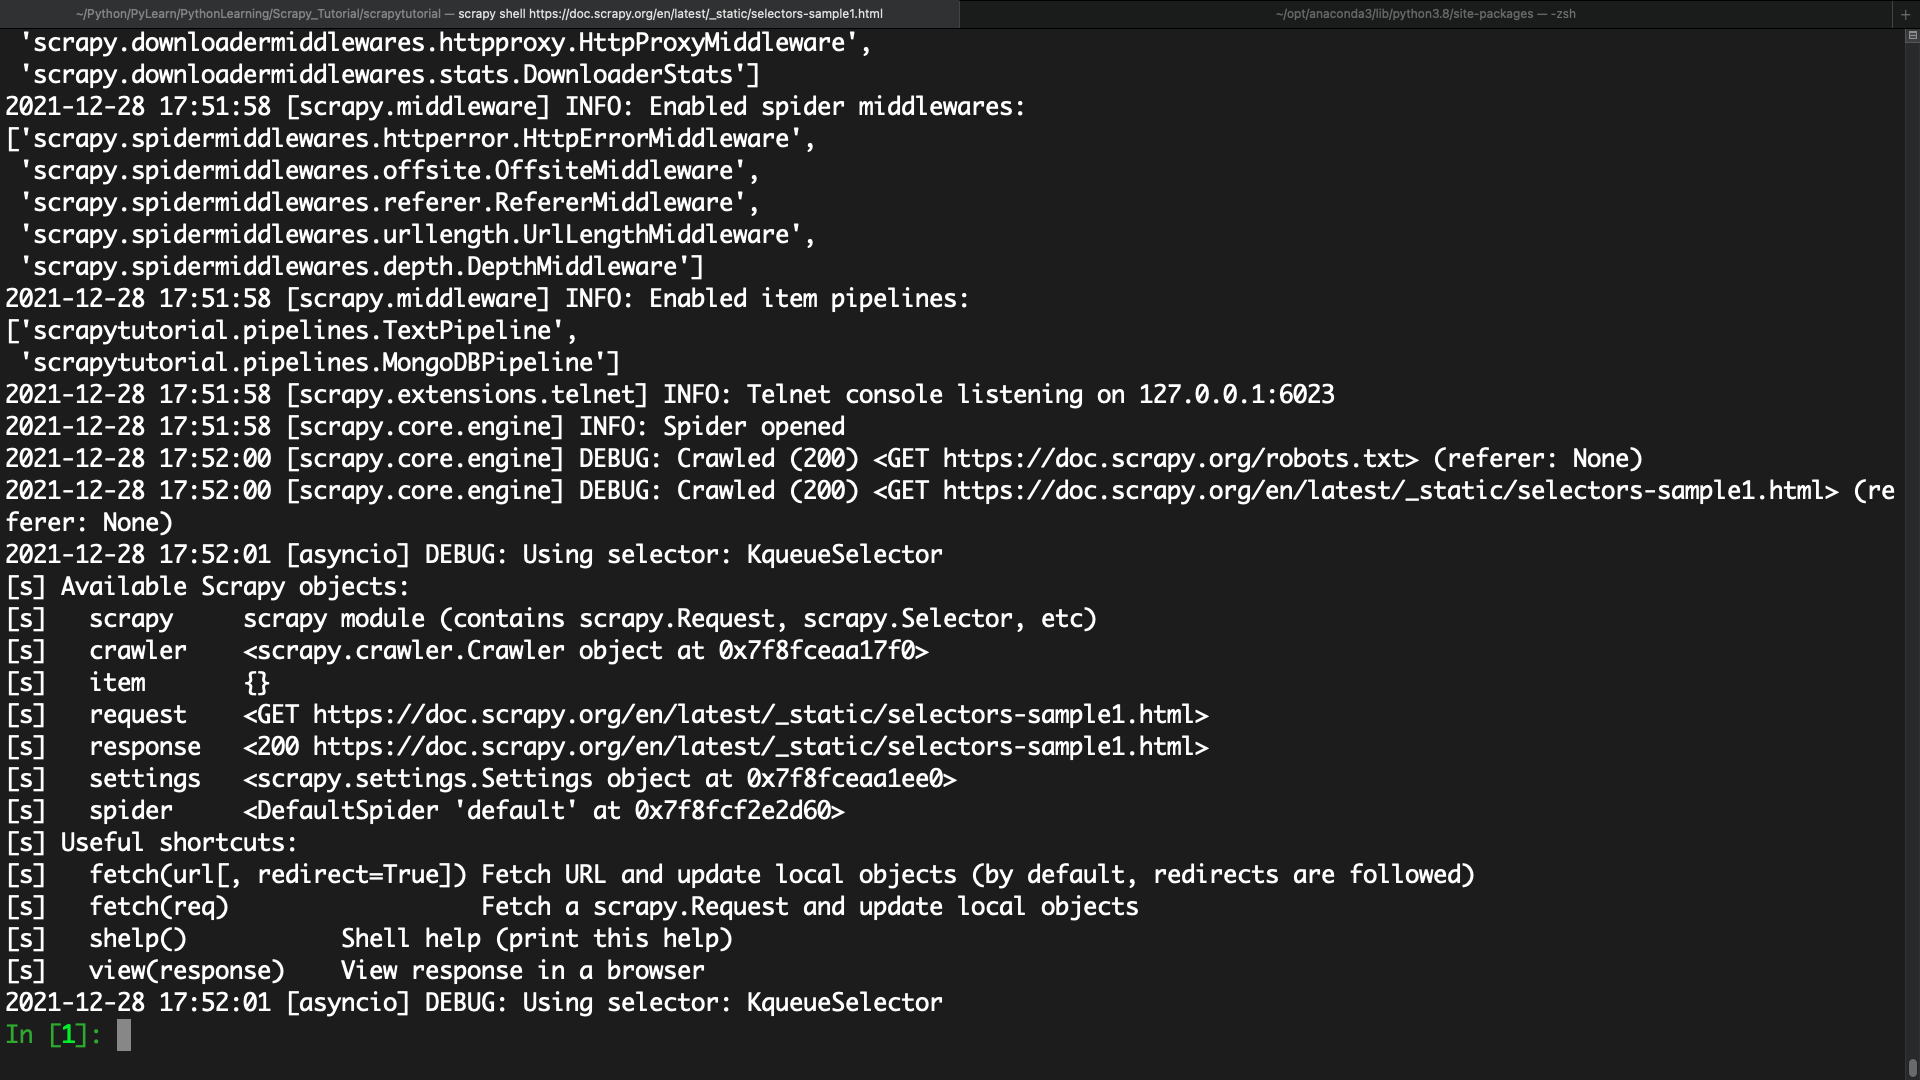 ~/Python/PyLearn/PythonLearning/Scrapy_Tutorial/scrapytutorial — scrapy shell https://doc.scrapy.org/en/latest/_static/selectors-sample1.html
~/opt/anaconda3/lib/python3.8/site-packages — -zsh
+
'scrapy.downloadermiddlewares.httpproxy.HttpProxyMiddleware',
'scrapy.downloadermiddlewares.stats.DownloaderStats']
2021-12-28 17:51:58 [scrapy.middleware] INFO: Enabled spider middlewares:
['scrapy.spidermiddlewares.httperror.HttpErrorMiddleware',
'scrapy.spidermiddlewares.offsite.OffsiteMiddleware',
'scrapy.spidermiddlewares.referer.RefererMiddleware',
'scrapy.spidermiddlewares.urllength.UrlLengthMiddleware',
'scrapy.spidermiddlewares.depth.DepthMiddleware']
2021-12-28 17:51:58 [scrapy.middleware] INFO: Enabled item pipelines:
['scrapytutorial.pipelines.TextPipeline',
'scrapytutorial.pipelines.MongoDBPipeline']
2021-12-28 17:51:58 [scrapy.extensions.telnet] INFO: Telnet console listening on 127.0.0.1:6023
2021-12-28 17:51:58 [scrapy.core.engine] INFO: Spider opened
2021-12-28 17:52:00 [scrapy.core.engine] DEBUG: Crawled (200) <GET https://doc.scrapy.org/robots.txt> (referer: None)
2021-12-28 17:52:00 [scrapy.core.engine] DEBUG: Crawled (200) <GET https://doc.scrapy.org/en/latest/_static/selectors-sample1.html> (re
ferer: None)
2021-12-28 17:52:01 [asyncio] DEBUG: Using selector: KqueueSelector
[s] Available Scrapy objects:
[s]   scrapy     scrapy module (contains scrapy.Request, scrapy.Selector, etc)
[s]   crawler    <scrapy.crawler.Crawler object at 0x7f8fceaa17f0>
[s]   item       {}
[s]   request    <GET https://doc.scrapy.org/en/latest/_static/selectors-sample1.html>
[s]   response   <200 https://doc.scrapy.org/en/latest/_static/selectors-sample1.html>
[s]   settings   <scrapy.settings.Settings object at 0x7f8fceaa1ee0>
[s]   spider     <DefaultSpider 'default' at 0x7f8fcf2e2d60>
[s] Useful shortcuts:
[s]   fetch(url[, redirect=True]) Fetch URL and update local objects (by default, redirects are followed)
[s]   fetch(req)                  Fetch a scrapy.Request and update local objects
[s]   shelp()           Shell help (print this help)
[s]   view(response)    View response in a browser
2021-12-28 17:52:01 [asyncio] DEBUG: Using selector: KqueueSelector
In [1]: